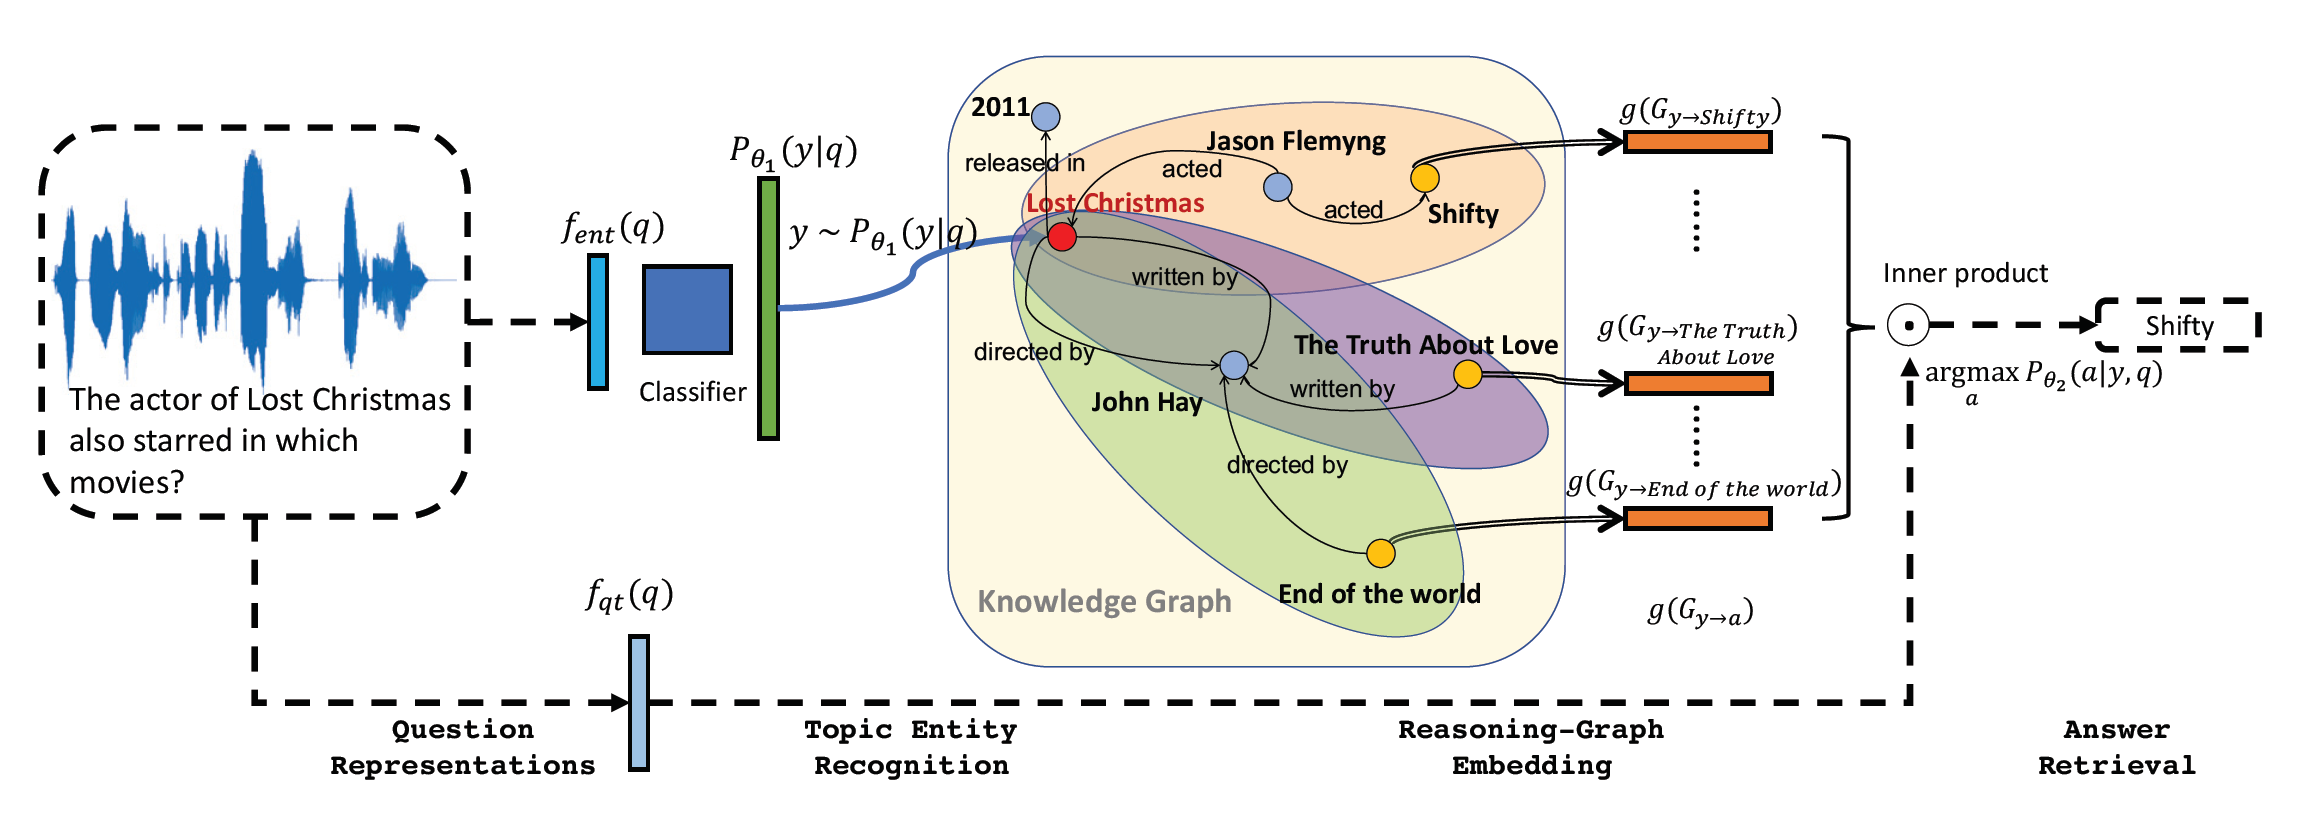 The actor of Lost Christmas
also starred in which
movies?
f_ent(q)
Classifier
P_θ₁(y|q)
y ~ P_θ₁(y|q)
f_qt(q)
2011
released in
Lost Christmas
Jason Flemyng
acted
acted
Shifty
written by
directed by
The Truth About Love
written by
John Hay
directed by
End of the world
Knowledge Graph
g(G_y→Shifty)
g(G_y→The Truth)
About Love
g(G_y→End of the world)
g(G_y→a)
Inner product
Shifty
argmax P_θ₂(a|y, q)
a
Question
Representations
Topic Entity
Recognition
Reasoning-Graph
Embedding
Answer
Retrieval